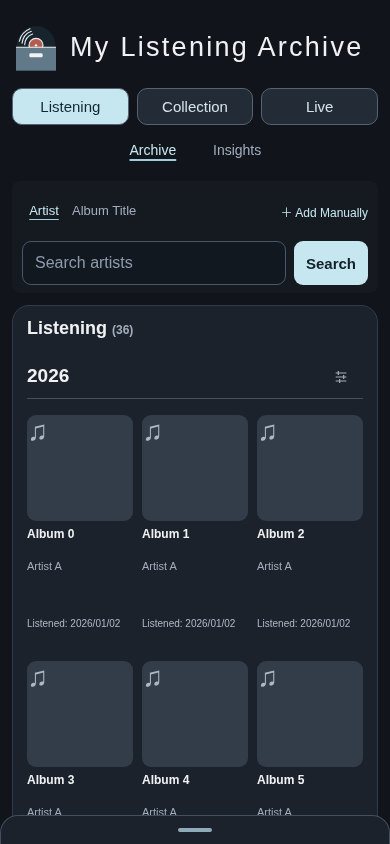 My Listening Archive
Listening Collection Live
Archive Insights
Artist Album Title + Add Manually
Search artists Search
Listening (36)
2026
Album 0 Album 1 Album 2
Artist A Artist A Artist A
Listened: 2026/01/02 Listened: 2026/01/02 Listened: 2026/01/02
Album 3 Album 4 Album 5
Artist A Artist A Artist A